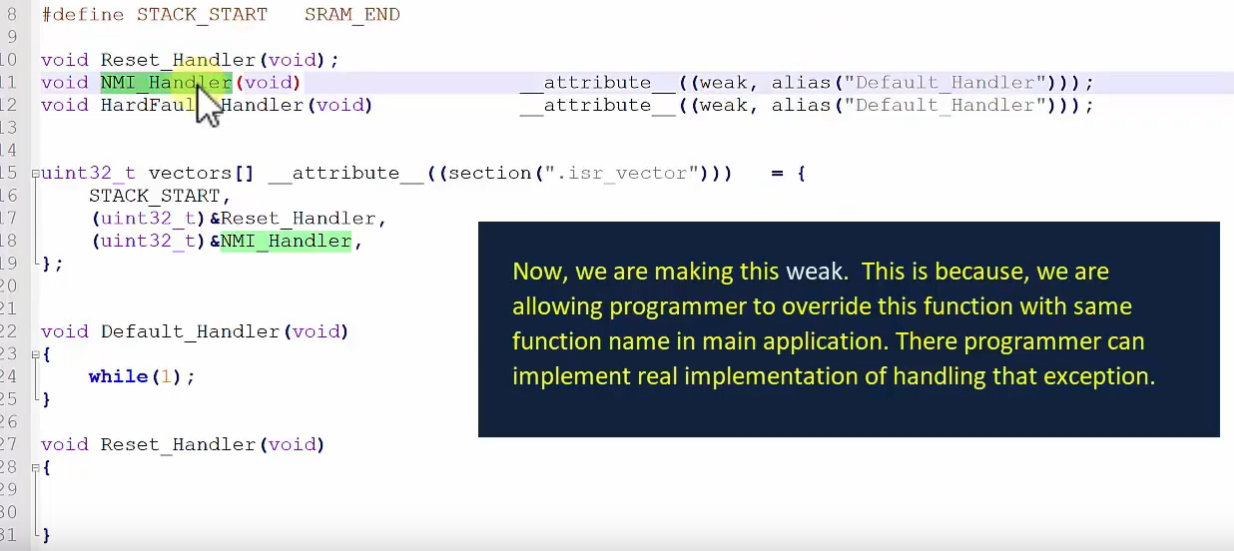 8 #define STACK_START SRAM_END
9
10 void Reset_Handler(void);
11 void NMI_Handler(void) __attribute__((weak, alias("Default_Handler")));
12 void HardFaul_Handler(void) __attribute__((weak, alias("Default_Handler")));
13
14
15 uint32_t vectors[] __attribute__((section(".isr_vector"))) = {
16 STACK_START,
17 (uint32_t)&Reset_Handler,
18 (uint32_t)&NMI_Handler,
19 };
20
21
22 void Default_Handler(void)
23 {
24 while(1);
25 }
26
27 void Reset_Handler(void)
28 {
29
30
31 }
Now, we are making this weak. This is because, we are
allowing programmer to override this function with same
function name in main application. There programmer can
implement real implementation of handling that exception.